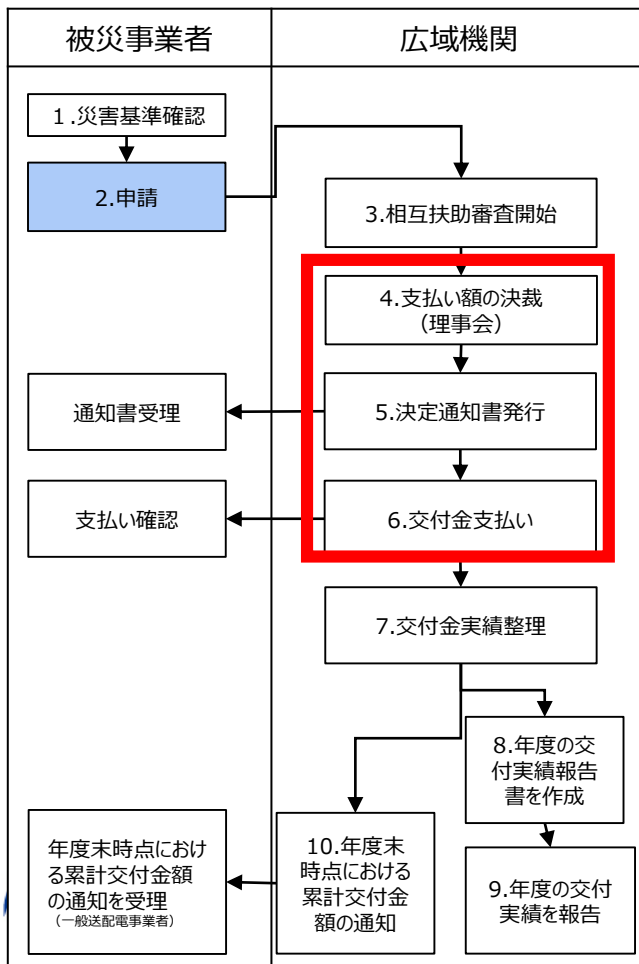 被災事業者
広域機関
１.災害基準確認
2.申請
3.相互扶助審査開始
4.支払い額の決裁
（理事会）
通知書受理
5.決定通知書発行
支払い確認
6.交付金支払い
7.交付金実績整理
8.年度の交
付実績報告
書を作成
年度末時点におけ
る累計交付金額
の通知を受理
（一般送配電事業者）
10.年度末
時点における
累計交付金
額の通知
9.年度の交付
実績を報告